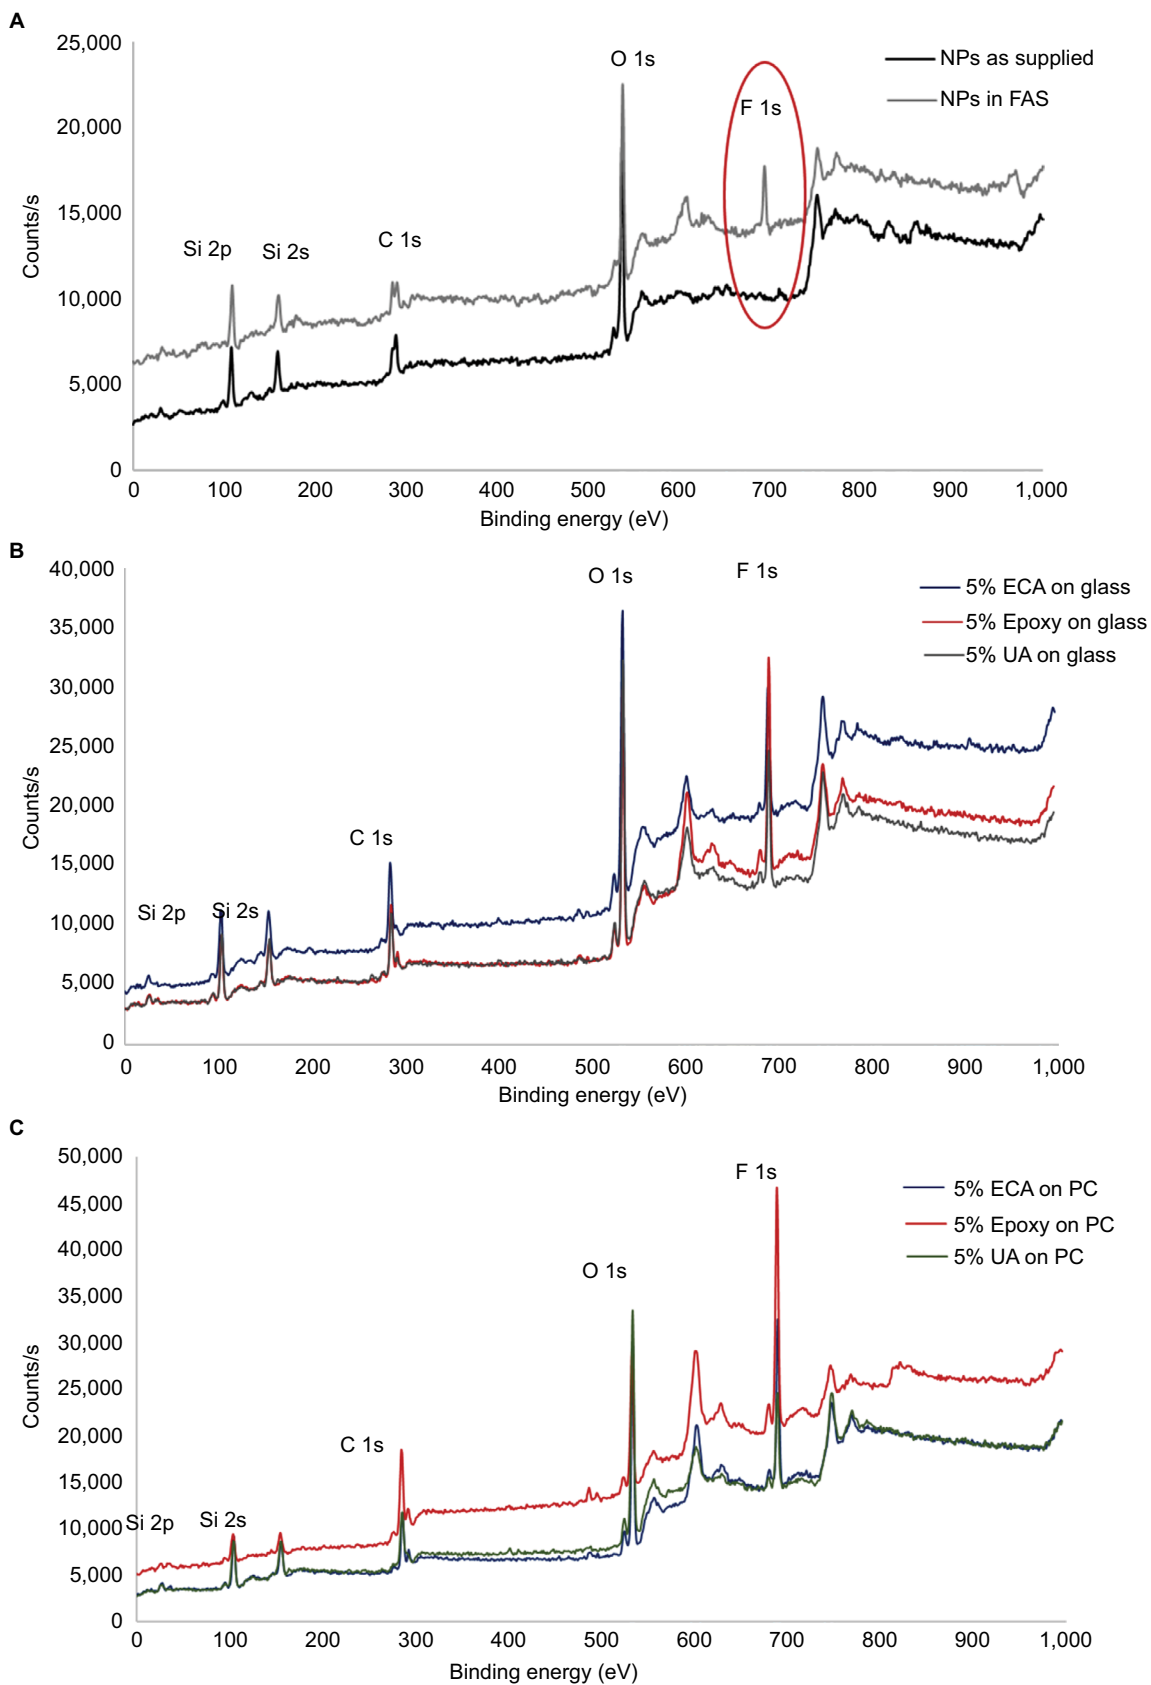 A
25,000
20,000
15,000
10,000
5,000
0
Counts/s
O 1s
F 1s
Si 2p
Si 2s
C 1s
NPs as supplied
NPs in FAS
0 100 200 300 400 500 600 700 800 900 1,000
Binding energy (eV)
B
40,000
35,000
30,000
25,000
20,000
15,000
10,000
5,000
0
Counts/s
O 1s
F 1s
C 1s
Si 2p
Si 2s
5% ECA on glass
5% Epoxy on glass
5% UA on glass
0 100 200 300 400 500 600 700 800 900 1,000
Binding energy (eV)
C
50,000
45,000
40,000
35,000
30,000
25,000
20,000
15,000
10,000
5,000
0
Counts/s
F 1s
O 1s
C 1s
Si 2p
Si 2s
5% ECA on PC
5% Epoxy on PC
5% UA on PC
0 100 200 300 400 500 600 700 800 900 1,000
Binding energy (eV)